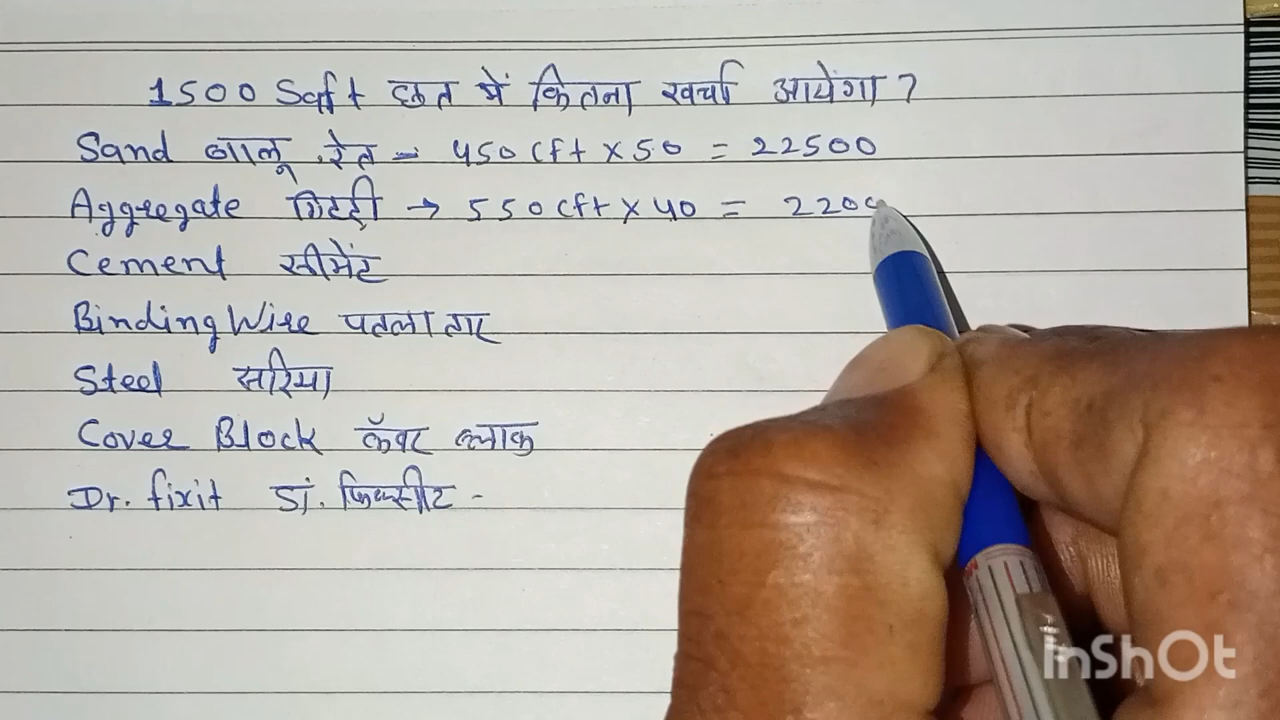 1500 Sqft छत में कितना खर्चा आयेंगा ?
Sand बालू रेत - 450 cft x 50 = 22500
Aggregate गिट्टी → 550 cft x 40 = 2200
Cement सीमेंट
Binding Wire पतला तार
Steel सरिया
Cover Block कॅवर ब्लाक
Dr. fixit डां. फिक्सीट -
InShOt